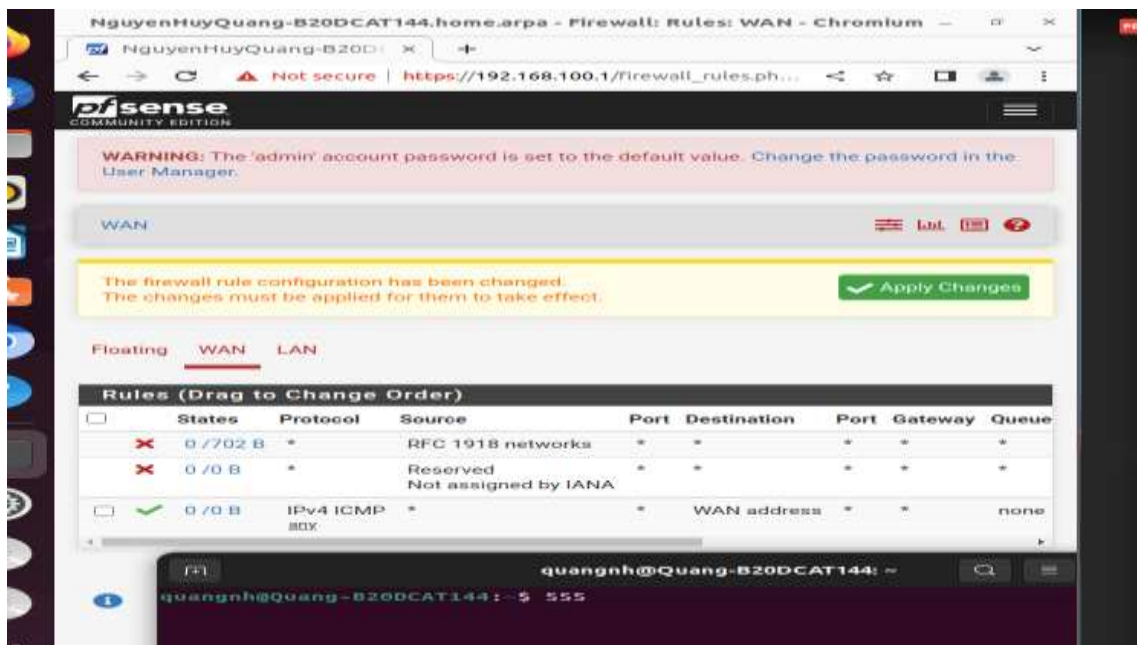 NguyenHuyQuang-B20DCAT144.home.arpa - Firewall: Rules: WAN - Chromium
NguyenHuyQuang-B20D
Not secure | https://192.168.100.1/firewall_rules.ph...
pfsense
COMMUNITY EDITION
WARNING: The 'admin' account password is set to the default value. Change the password in the
User Manager.
WAN
The firewall rule configuration has been changed.
The changes must be applied for them to take effect.
Apply Changes
Floating WAN LAN
Rules (Drag to Change Order)
States Protocol Source Port Destination Port Gateway Queue
0 /702 B * RFC 1918 networks * * * * *
0 /0 B * Reserved * * * * *
Not assigned by IANA
0 /0 B IPv4 ICMP * * WAN address * * none
quangnh@Quang-B20DCAT144: ~
quangnh@Quang-B20DCAT144:~$ 555